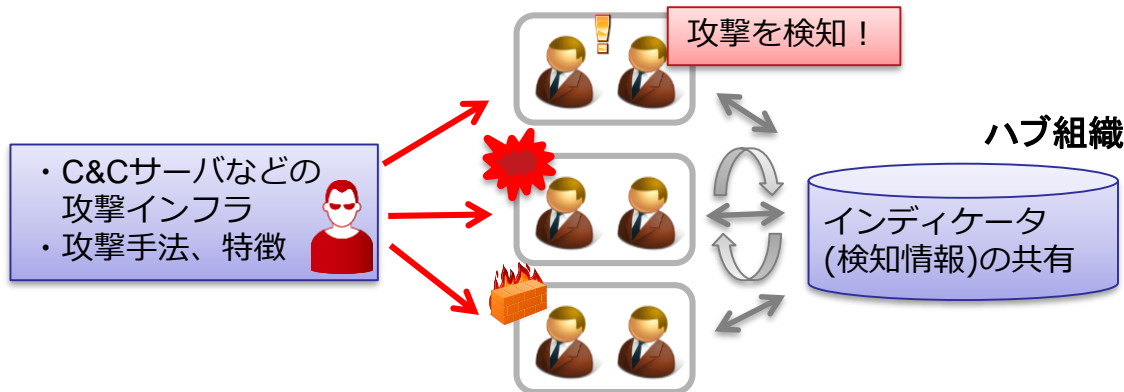 攻撃を検知！
ハブ組織
・C&Cサーバなどの
攻撃インフラ
・攻撃手法、特徴
インディケータ
(検知情報)の共有